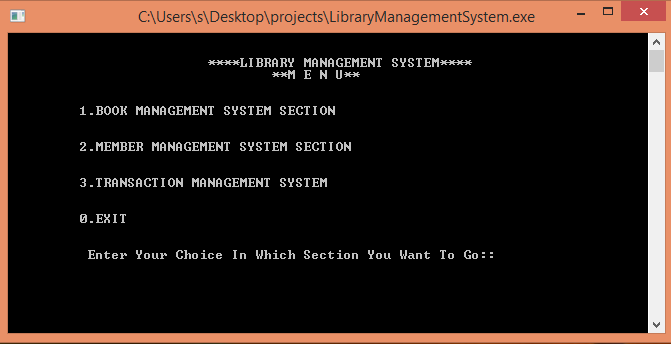 C:\Users\s\Desktop\projects\LibraryManagementSystem.exe
****LIBRARY MANAGEMENT SYSTEM****
**M E N U**
1.BOOK MANAGEMENT SYSTEM SECTION
2.MEMBER MANAGEMENT SYSTEM SECTION
3.TRANSACTION MANAGEMENT SYSTEM
0.EXIT
Enter Your Choice In Which Section You Want To Go::